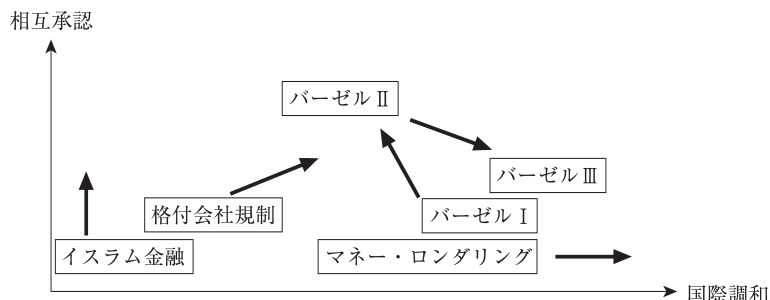 相互承認
バーゼルⅡ
バーゼルⅢ
格付会社規制
バーゼルⅠ
イスラム金融
マネー・ロンダリング
国際調和